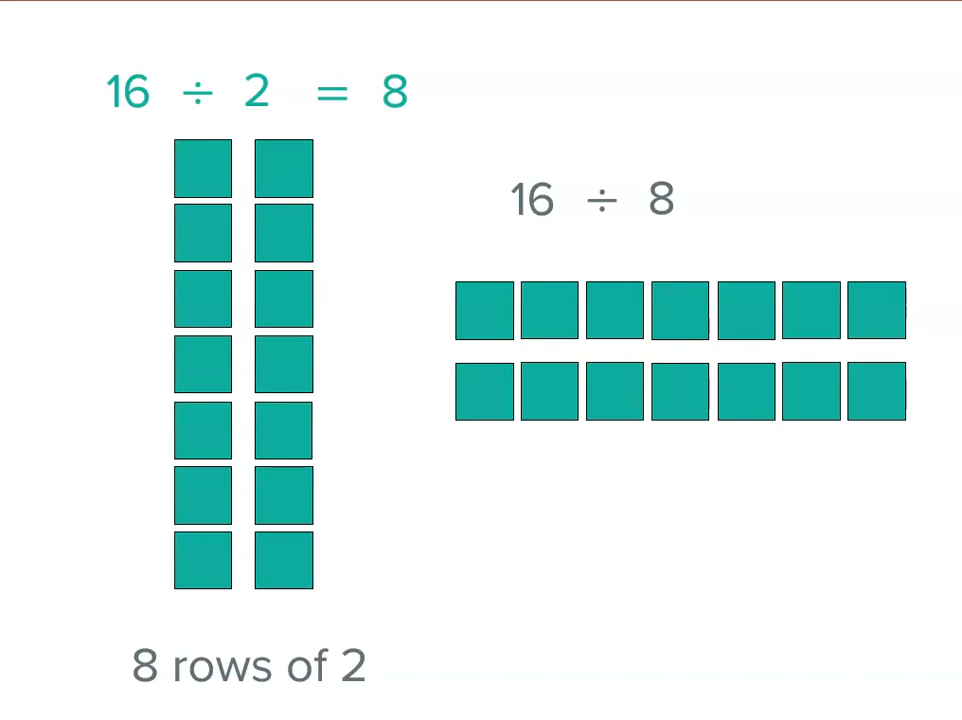 16 ÷ 2 = 8
16 ÷ 8
8 rows of 2